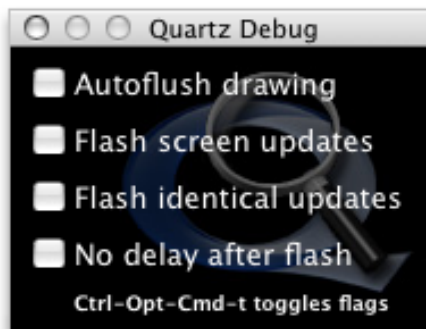 Quartz Debug
Autoflush drawing
Flash screen updates
Flash identical updates
No delay after flash
Ctrl-Opt-Cmd-t toggles flags